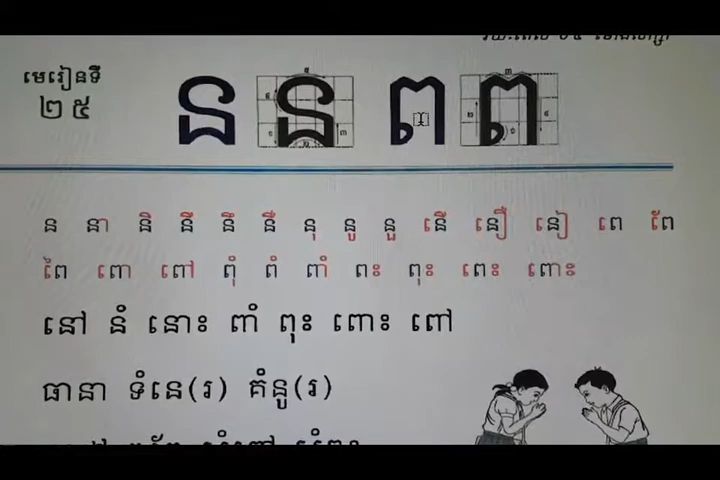 មេរៀនទី
២៥
ន ន ព ព
ន នា និ នី នឹ នឺ នុ នូ នួ នើ នឿ នៀ ពេ ពែ
ពៃ ពោ ពៅ ពុំ ពំ ពាំ ពះ ពុះ ពេះ ពោះ
នៅ នំ នោះ ពាំ ពុះ ពោះ ពៅ
ធានា ទំនេ(រ) គំនូ(រ)